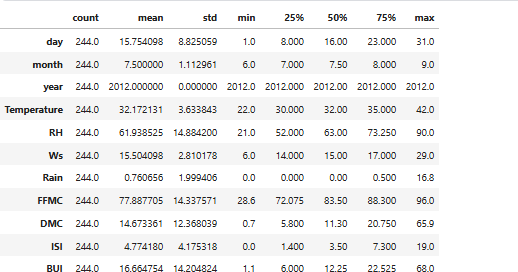 count mean std min 25% 50% 75% max
day 244.0 15.754098 8.825059 1.0 8.000 16.00 23.000 31.0
month 244.0 7.500000 1.112961 6.0 7.000 7.50 8.000 9.0
year 244.0 2012.000000 0.000000 2012.0 2012.000 2012.00 2012.000 2012.0
Temperature 244.0 32.172131 3.633843 22.0 30.000 32.00 35.000 42.0
RH 244.0 61.938525 14.884200 21.0 52.000 63.00 73.250 90.0
Ws 244.0 15.504098 2.810178 6.0 14.000 15.00 17.000 29.0
Rain 244.0 0.760656 1.999406 0.0 0.000 0.00 0.500 16.8
FFMC 244.0 77.887705 14.337571 28.6 72.075 83.50 88.300 96.0
DMC 244.0 14.673361 12.368039 0.7 5.800 11.30 20.750 65.9
ISI 244.0 4.774180 4.175318 0.0 1.400 3.50 7.300 19.0
BUI 244.0 16.664754 14.204824 1.1 6.000 12.25 22.525 68.0